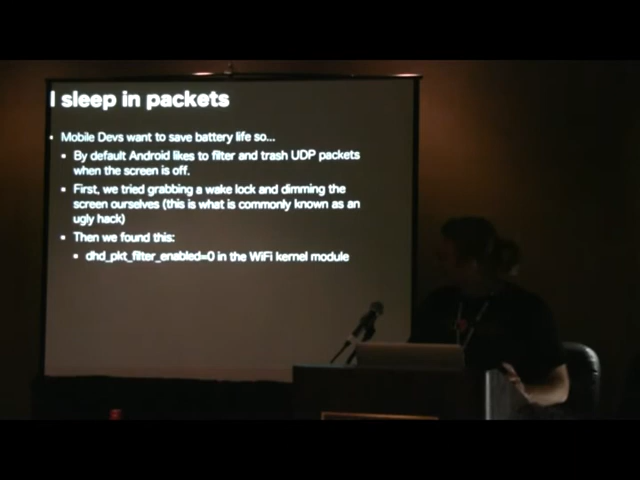 I sleep in packets
Mobile Devs want to save battery life so...
By default Android likes to filter and trash UDP packets
when the screen is off.
First, we tried grabbing a wake lock and dimming the
screen ourselves (this is what is commonly known as an
ugly hack)
Then we found this:
dhd_pkt_filter_enabled=0 in the WiFi kernel module